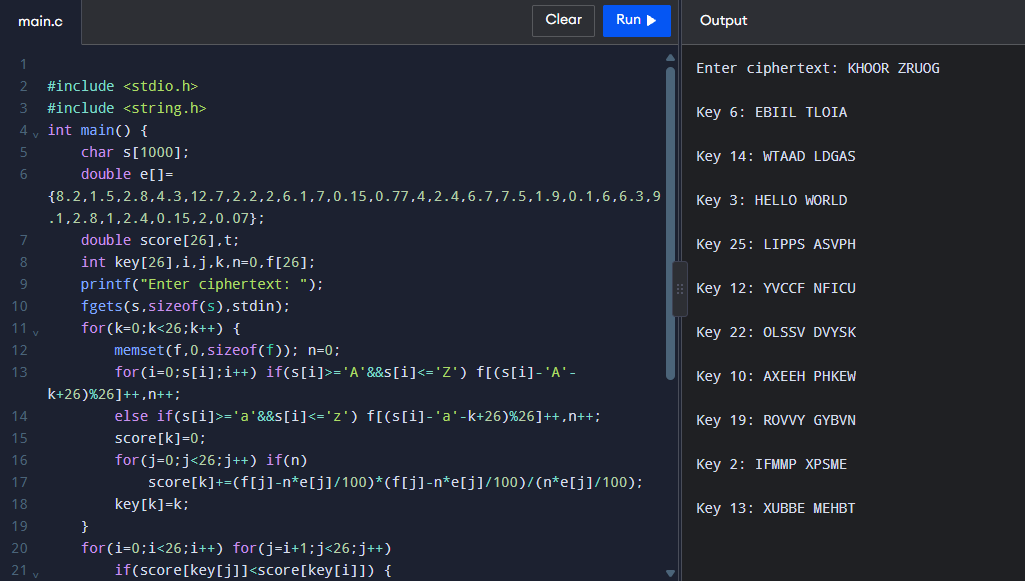 main.c
Clear
Run
Output
1
2 #include <stdio.h>
3 #include <string.h>
4 int main() {
5 char s[1000];
6 double e[]=
{8.2,1.5,2.8,4.3,12.7,2.2,2,6.1,7,0.15,0.77,4,2.4,6.7,7.5,1.9,0.1,6,6.3,9
.1,2.8,1,2.4,0.15,2,0.07};
7 double score[26],t;
8 int key[26],i,j,k,n=0,f[26];
9 printf("Enter ciphertext: ");
10 fgets(s,sizeof(s),stdin);
11 for(k=0;k<26;k++) {
12 memset(f,0,sizeof(f)); n=0;
13 for(i=0;s[i];i++) if(s[i]>='A'&&s[i]<='Z') f[(s[i]-'A'-
k+26)%26]++,n++;
14 else if(s[i]>='a'&&s[i]<='z') f[(s[i]-'a'-k+26)%26]++,n++;
15 score[k]=0;
16 for(j=0;j<26;j++) if(n)
17 score[k]+=(f[j]-n*e[j]/100)*(f[j]-n*e[j]/100)/(n*e[j]/100);
18 key[k]=k;
19 }
20 for(i=0;i<26;i++) for(j=i+1;j<26;j++)
21 if(score[key[j]]<score[key[i]]) {
Enter ciphertext: KHOOR ZRUOG
Key 6: EBIIL TLOIA
Key 14: WTAAD LDGAS
Key 3: HELLO WORLD
Key 25: LIPPS ASVPH
Key 12: YVCCF NFICU
Key 22: OLSSV DVYSK
Key 10: AXEEH PHKEW
Key 19: ROVVY GYBVN
Key 2: IFMMP XPSME
Key 13: XUBBE MEHBT